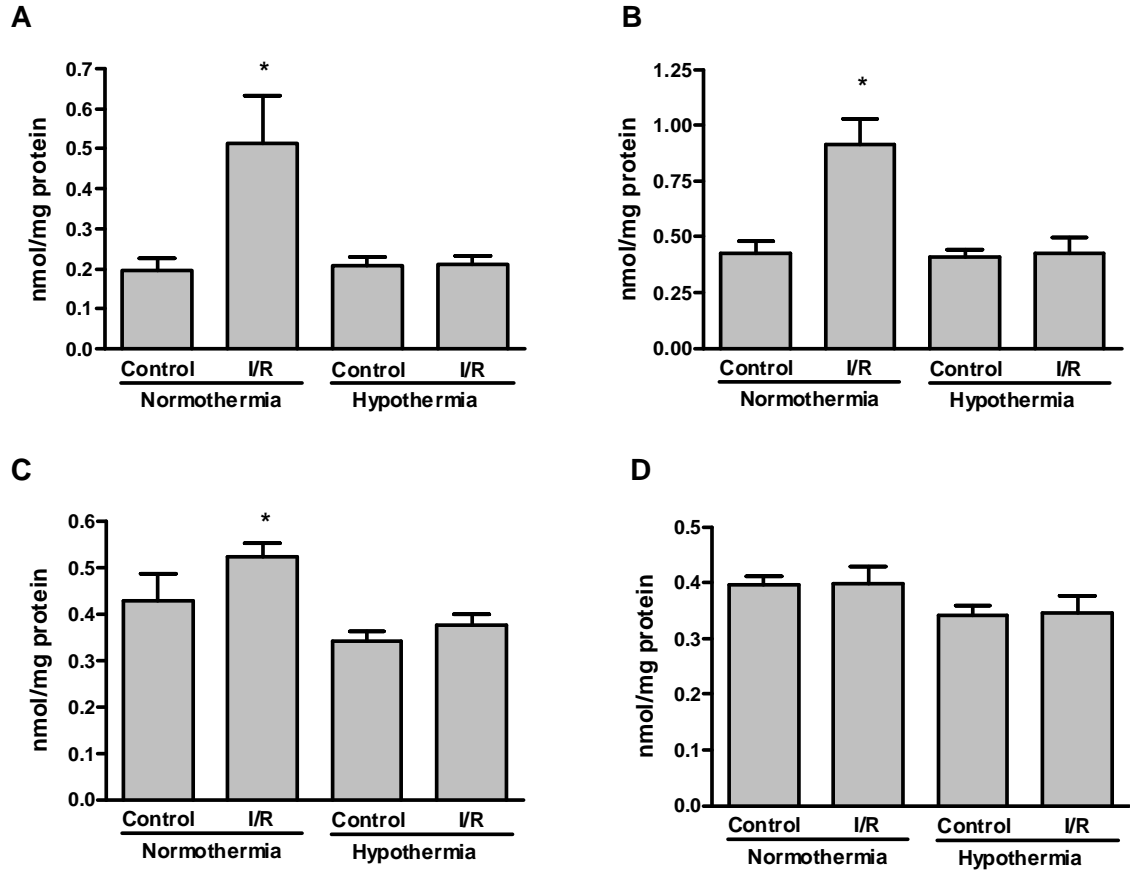 A
nmol/mg protein
0.7
0.6
0.5
0.4
0.3
0.2
0.1
0.0
*
Control I/R Control I/R
Normothermia Hypothermia
B
nmol/mg protein
1.25
1.00
0.75
0.50
0.25
0.00
*
Control I/R Control I/R
Normothermia Hypothermia
C
nmol/mg protein
0.6
0.5
0.4
0.3
0.2
0.1
0.0
*
Control I/R Control I/R
Normothermia Hypothermia
D
nmol/mg protein
0.5
0.4
0.3
0.2
0.1
0.0
Control I/R Control I/R
Normothermia Hypothermia